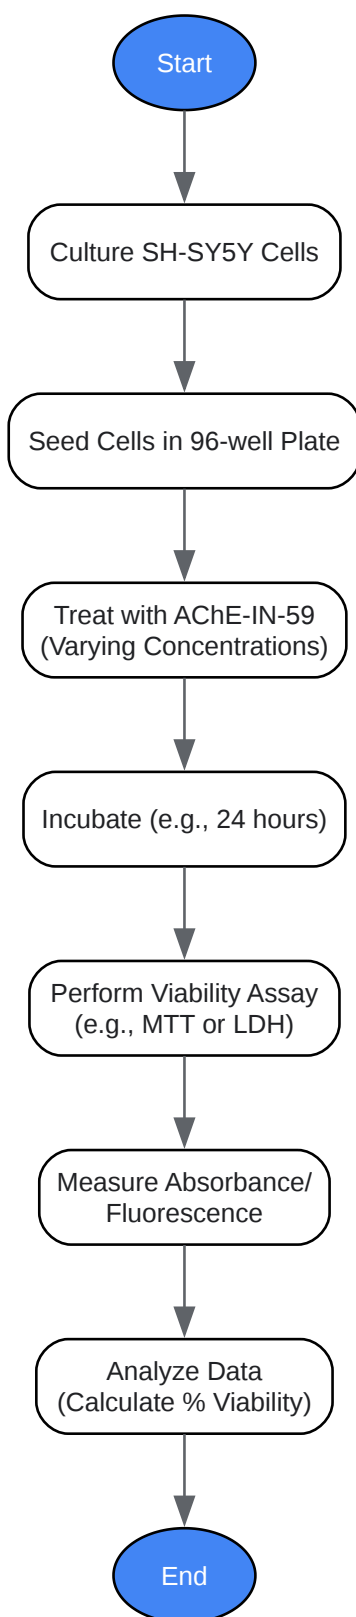 Start
Culture SH-SY5Y Cells
Seed Cells in 96-well Plate
Treat with AChE-IN-59
(Varying Concentrations)
Incubate (e.g., 24 hours)
Perform Viability Assay
(e.g., MTT or LDH)
Measure Absorbance/
Fluorescence
Analyze Data
(Calculate % Viability)
End